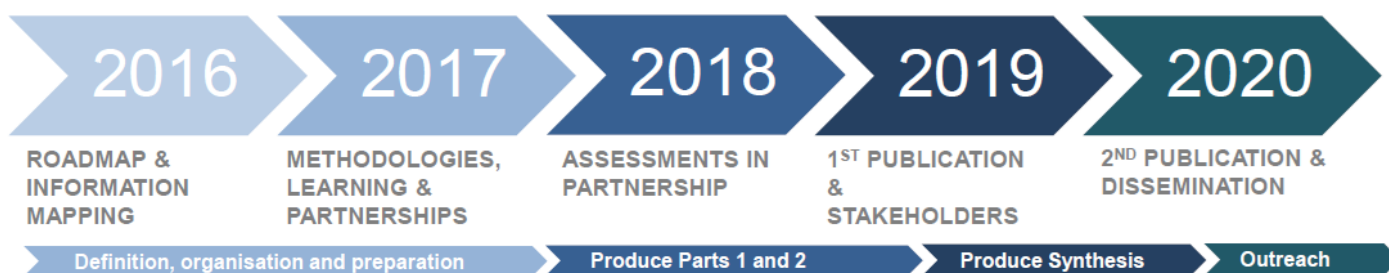 2016
2017
2018
2019
2020
ROADMAP &
INFORMATION
MAPPING
METHODOLOGIES,
LEARNING &
PARTNERSHIPS
ASSESSMENTS IN
PARTNERSHIP
1ST PUBLICATION
&
STAKEHOLDERS
2ND PUBLICATION &
DISSEMINATION
Definition, organisation and preparation
Produce Parts 1 and 2
Produce Synthesis
Outreach